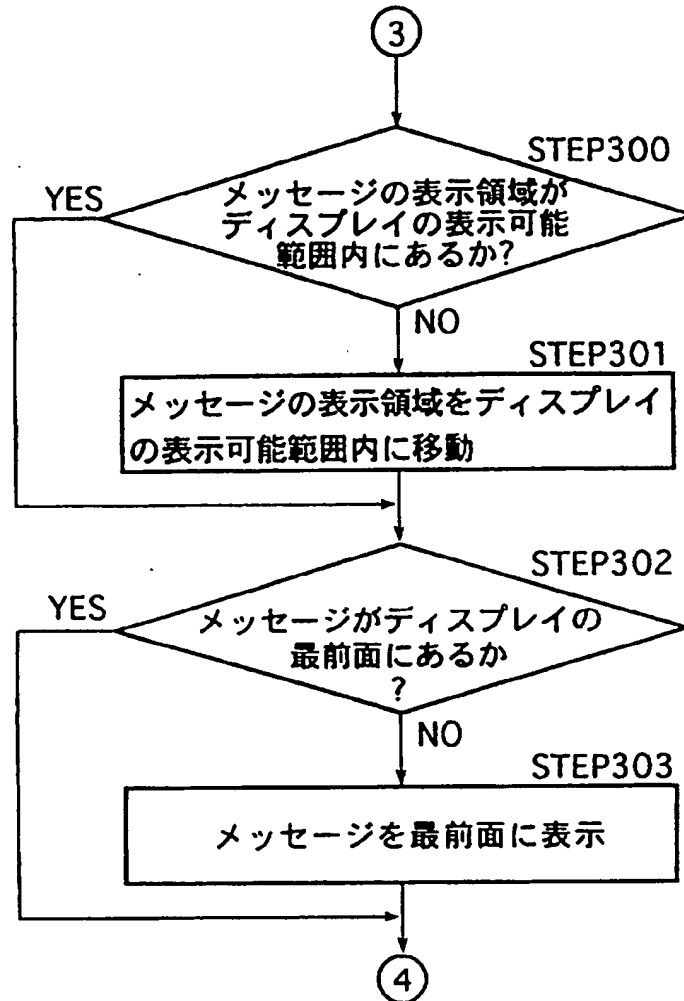 ③
STEP300
YES
メッセージの表示領域が
ディスプレイの表示可能
範囲内にあるか?
NO
STEP301
メッセージの表示領域をディスプレイ
の表示可能範囲内に移動
STEP302
YES
メッセージがディスプレイの
最前面にあるか
?
NO
STEP303
メッセージを最前面に表示
④